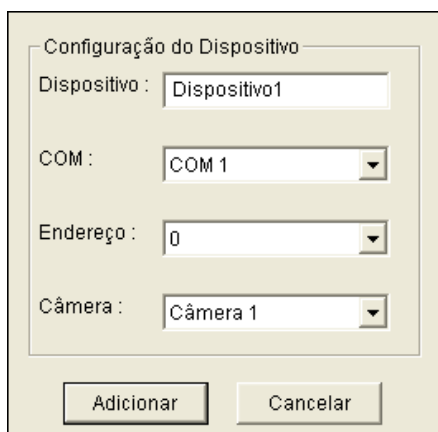 Configuração do Dispositivo
Dispositivo : Dispositivo1
COM : COM 1
Endereço : 0
Câmera : Câmera 1
Adicionar Cancelar